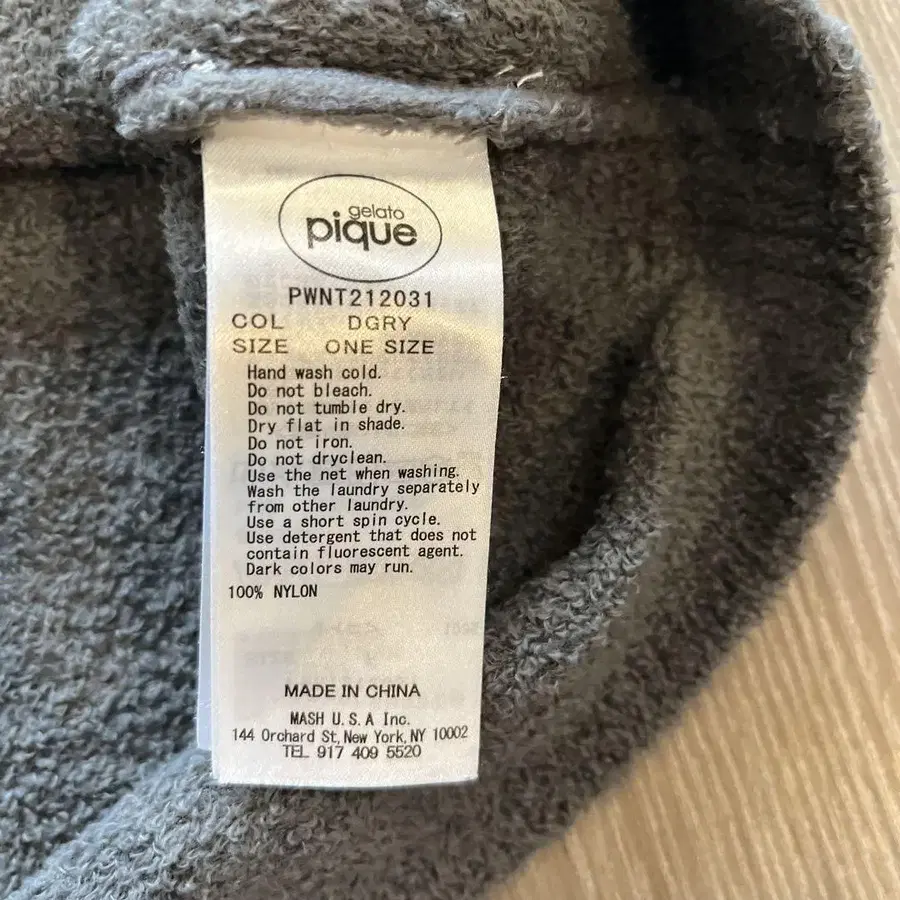 gelato
pique
PWNT212031
COL DGRY
SIZE ONE SIZE
Hand wash cold.
Do not bleach.
Do not tumble dry.
Dry flat in shade.
Do not iron.
Do not dryclean.
Use the net when washing.
Wash the laundry separately
from other laundry.
Use a short spin cycle.
Use detergent that does not
contain fluorescent agent.
Dark colors may run.
100% NYLON
MADE IN CHINA
MASH U.S.A Inc.
144 Orchard St, New York, NY 10002
TEL 917 409 5520